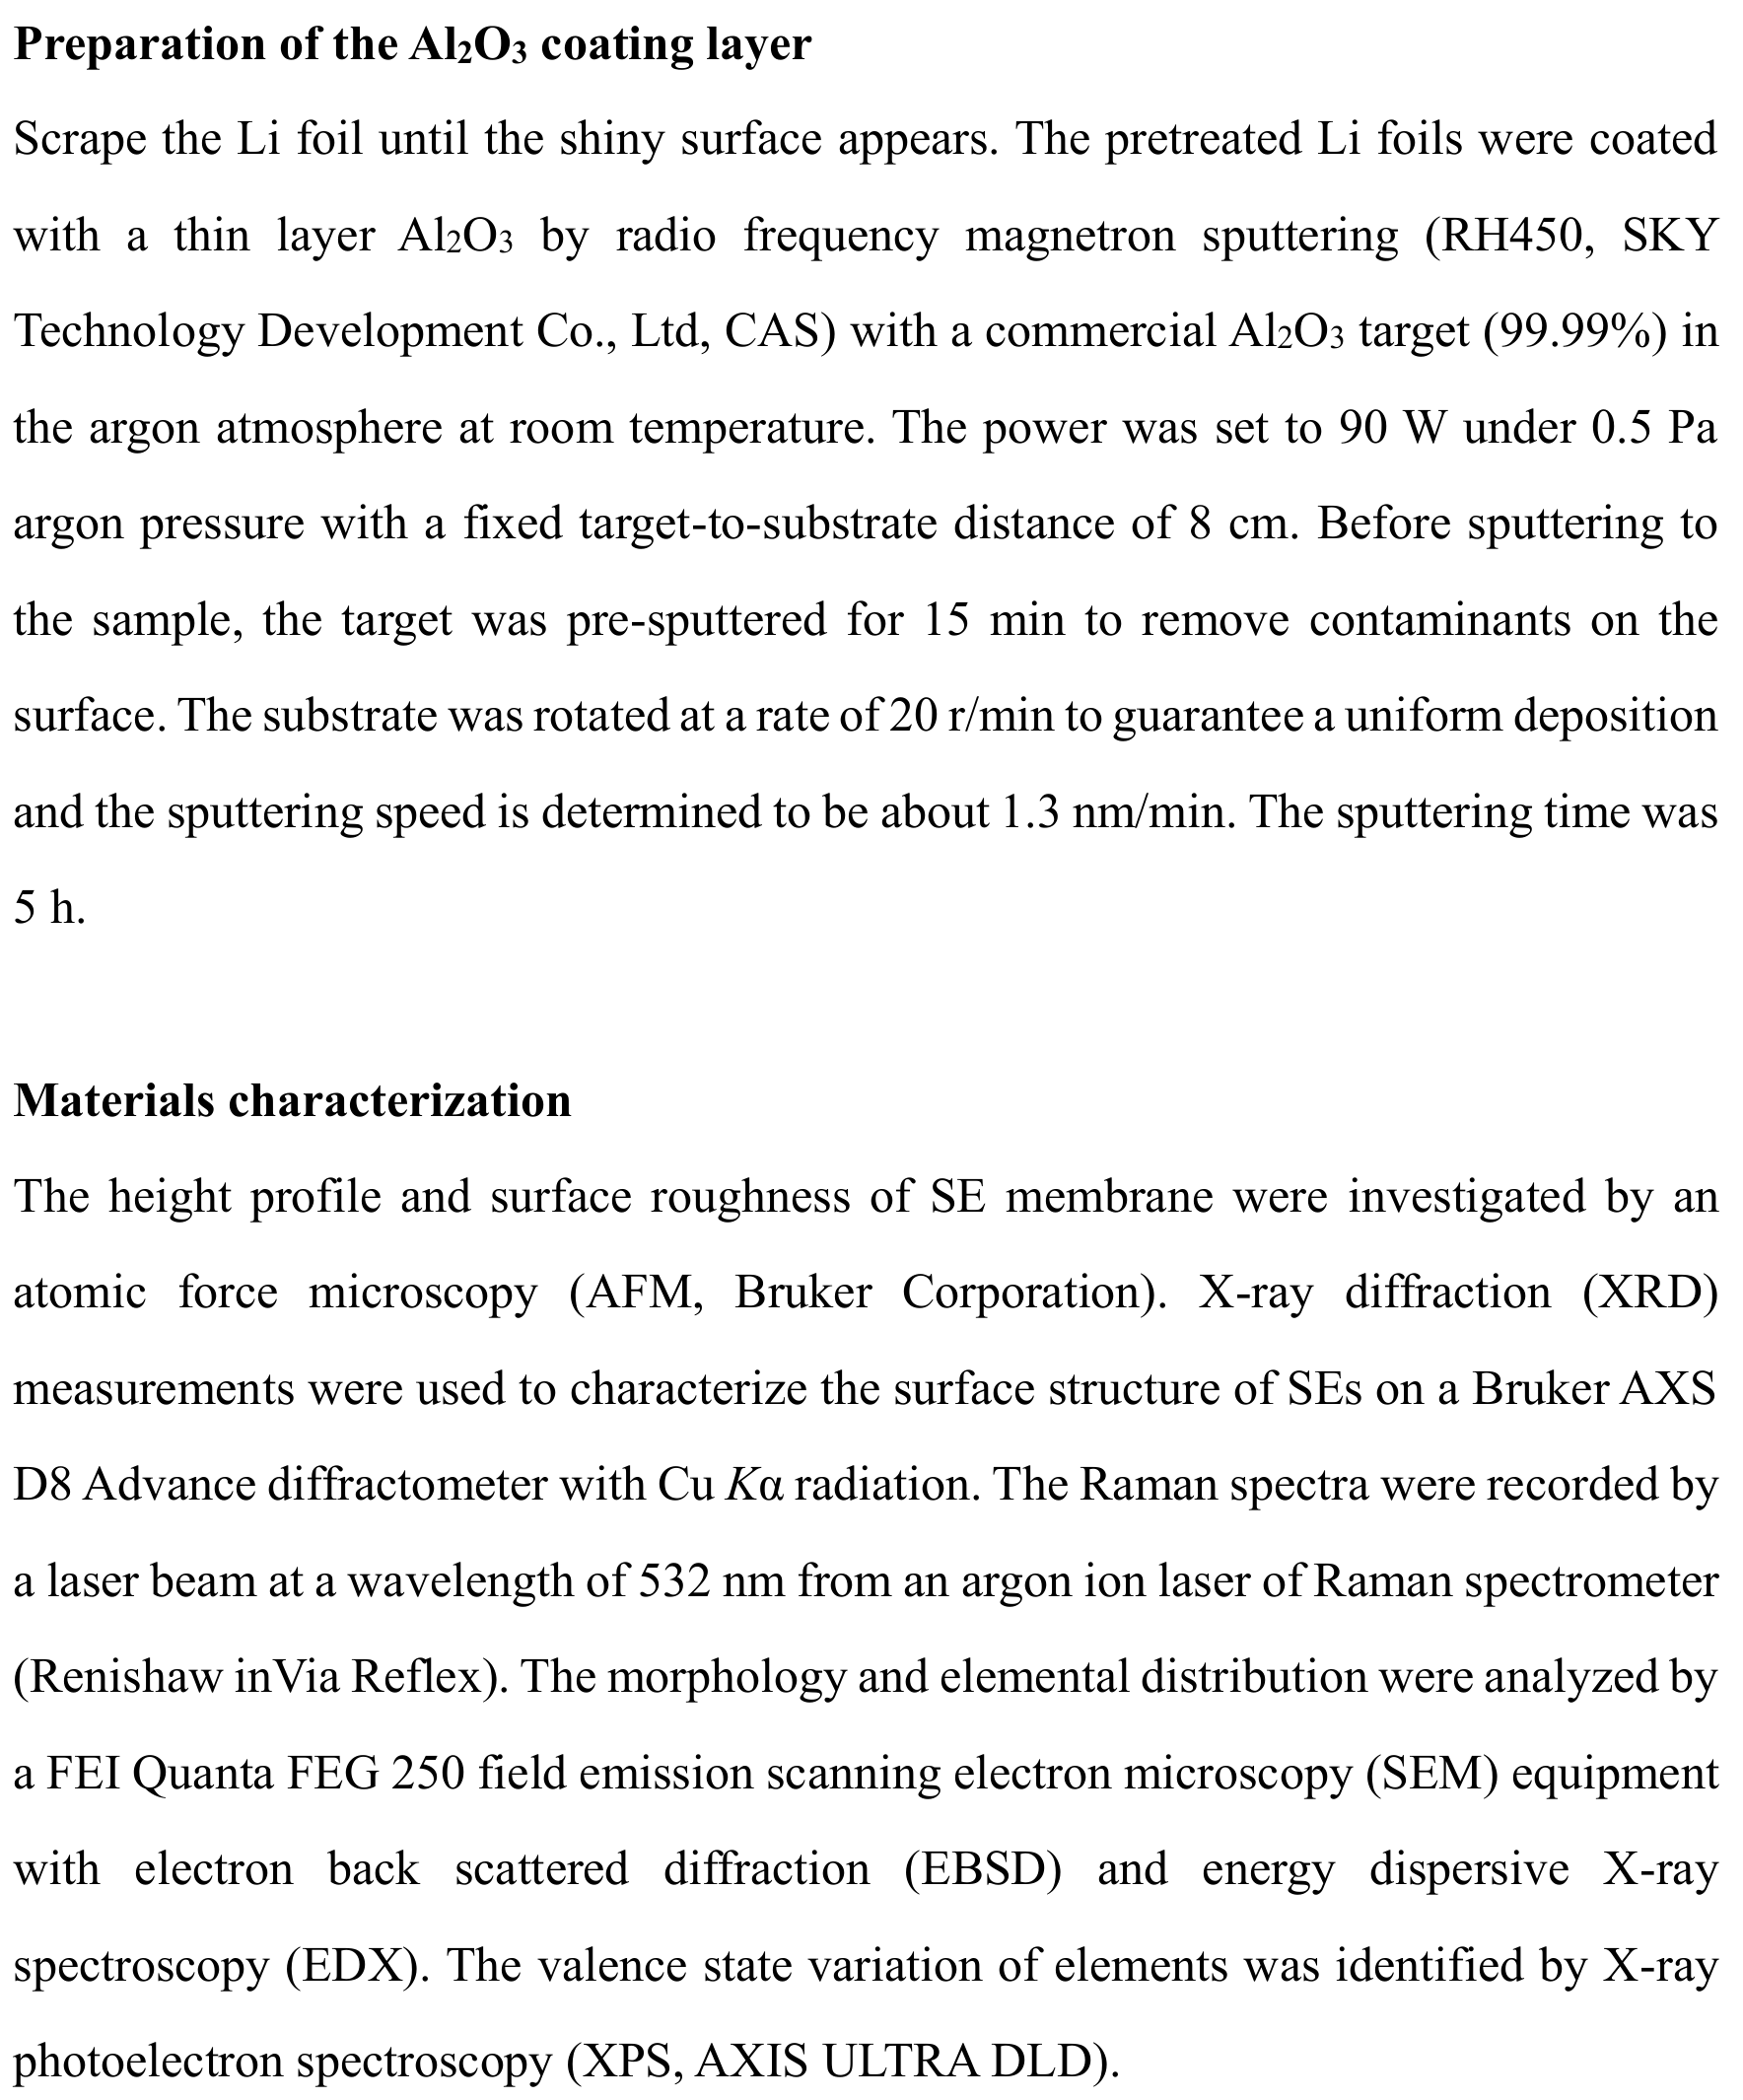 Preparation of the Al₂O₃ coating layer
Scrape the Li foil until the shiny surface appears. The pretreated Li foils were coated
with a thin layer Al₂O₃ by radio frequency magnetron sputtering (RH450, SKY
Technology Development Co., Ltd, CAS) with a commercial Al₂O₃ target (99.99%) in
the argon atmosphere at room temperature. The power was set to 90 W under 0.5 Pa
argon pressure with a fixed target-to-substrate distance of 8 cm. Before sputtering to
the sample, the target was pre-sputtered for 15 min to remove contaminants on the
surface. The substrate was rotated at a rate of 20 r/min to guarantee a uniform deposition
and the sputtering speed is determined to be about 1.3 nm/min. The sputtering time was
5 h.
Materials characterization
The height profile and surface roughness of SE membrane were investigated by an
atomic force microscopy (AFM, Bruker Corporation). X-ray diffraction (XRD)
measurements were used to characterize the surface structure of SEs on a Bruker AXS
D8 Advance diffractometer with Cu Kα radiation. The Raman spectra were recorded by
a laser beam at a wavelength of 532 nm from an argon ion laser of Raman spectrometer
(Renishaw inVia Reflex). The morphology and elemental distribution were analyzed by
a FEI Quanta FEG 250 field emission scanning electron microscopy (SEM) equipment
with electron back scattered diffraction (EBSD) and energy dispersive X-ray
spectroscopy (EDX). The valence state variation of elements was identified by X-ray
photoelectron spectroscopy (XPS, AXIS ULTRA DLD).